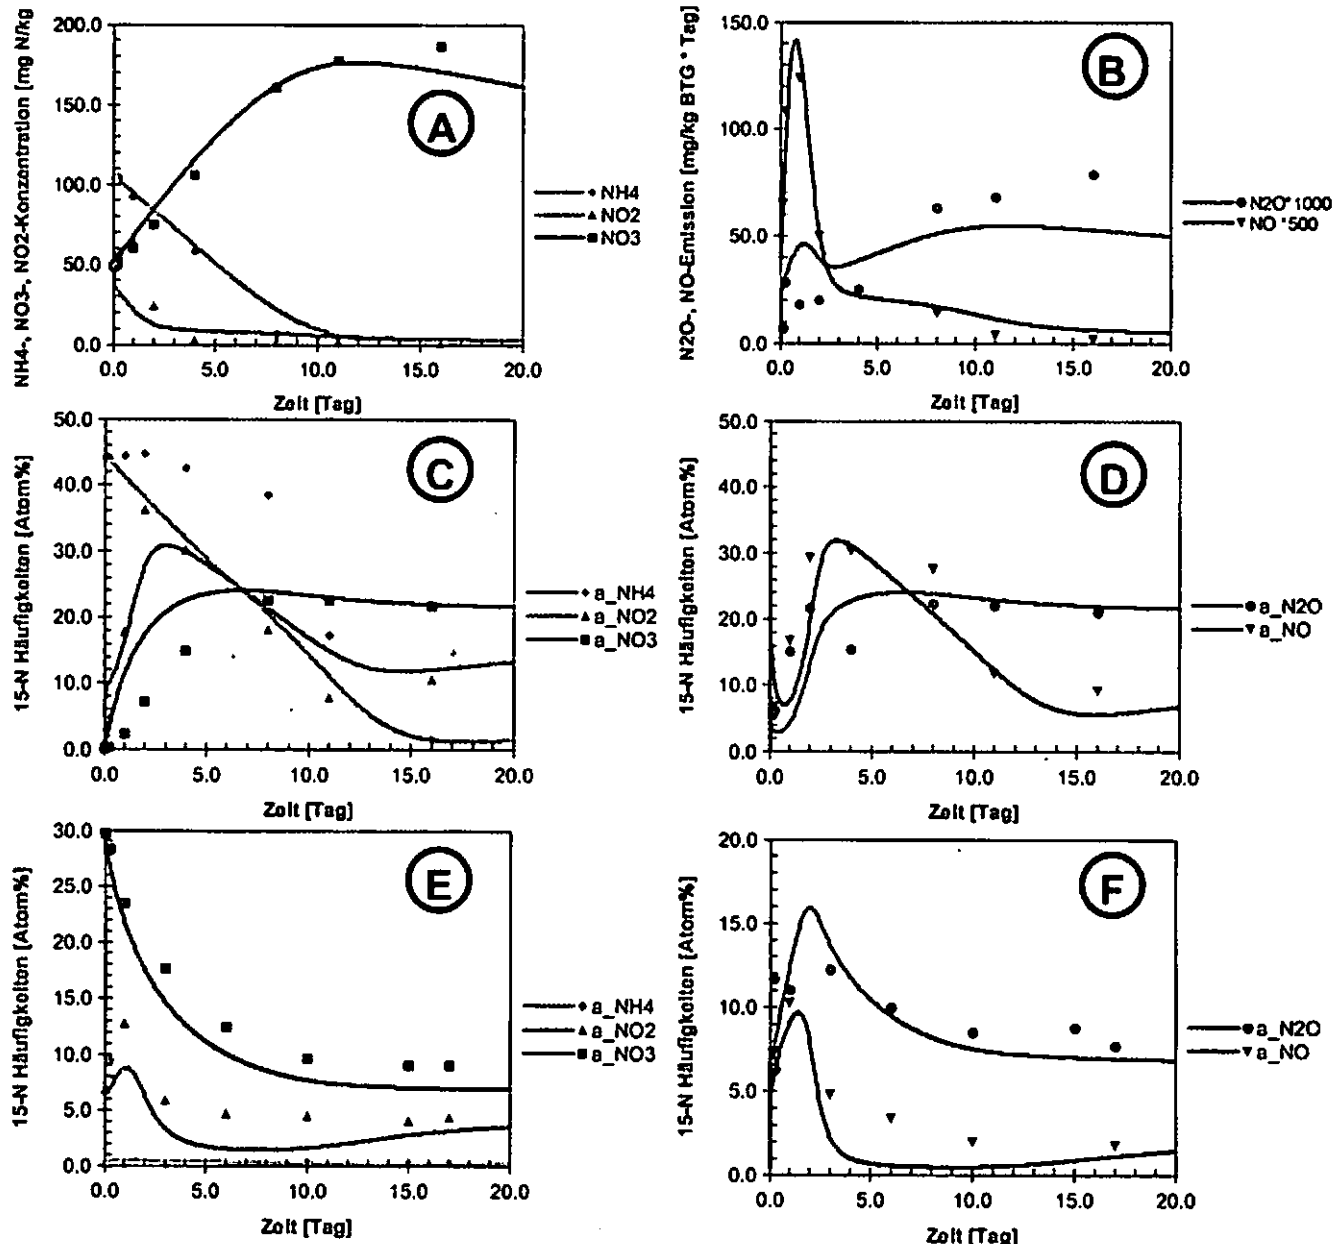 NH4-, NO3-, NO2-Konzentration [mg N/kg]
200.0
150.0
100.0
50.0
0.0
0.0 5.0 10.0 15.0 20.0
Zeit [Tag]
A
NH4
NO2
NO3
N2O-, NO-Emission [mg/kg BTG * Tag]
150.0
100.0
50.0
0.0
0.0 5.0 10.0 15.0 20.0
Zeit [Tag]
B
N2O*1000
NO *500
15-N Häufigkeiten [Atom%]
50.0
40.0
30.0
20.0
10.0
0.0
0.0 5.0 10.0 15.0 20.0
Zeit [Tag]
C
a_NH4
a_NO2
a_NO3
15-N Häufigkeiten [Atom%]
50.0
40.0
30.0
20.0
10.0
0.0
0.0 5.0 10.0 15.0 20.0
Zeit [Tag]
D
a_N2O
a_NO
15-N Häufigkeiten [Atom%]
30.0
25.0
20.0
15.0
10.0
5.0
0.0
0.0 5.0 10.0 15.0 20.0
Zeit [Tag]
E
a_NH4
a_NO2
a_NO3
15-N Häufigkeiten [Atom%]
20.0
15.0
10.0
5.0
0.0
0.0 5.0 10.0 15.0 20.0
Zeit [Tag]
F
a_N2O
a_NO